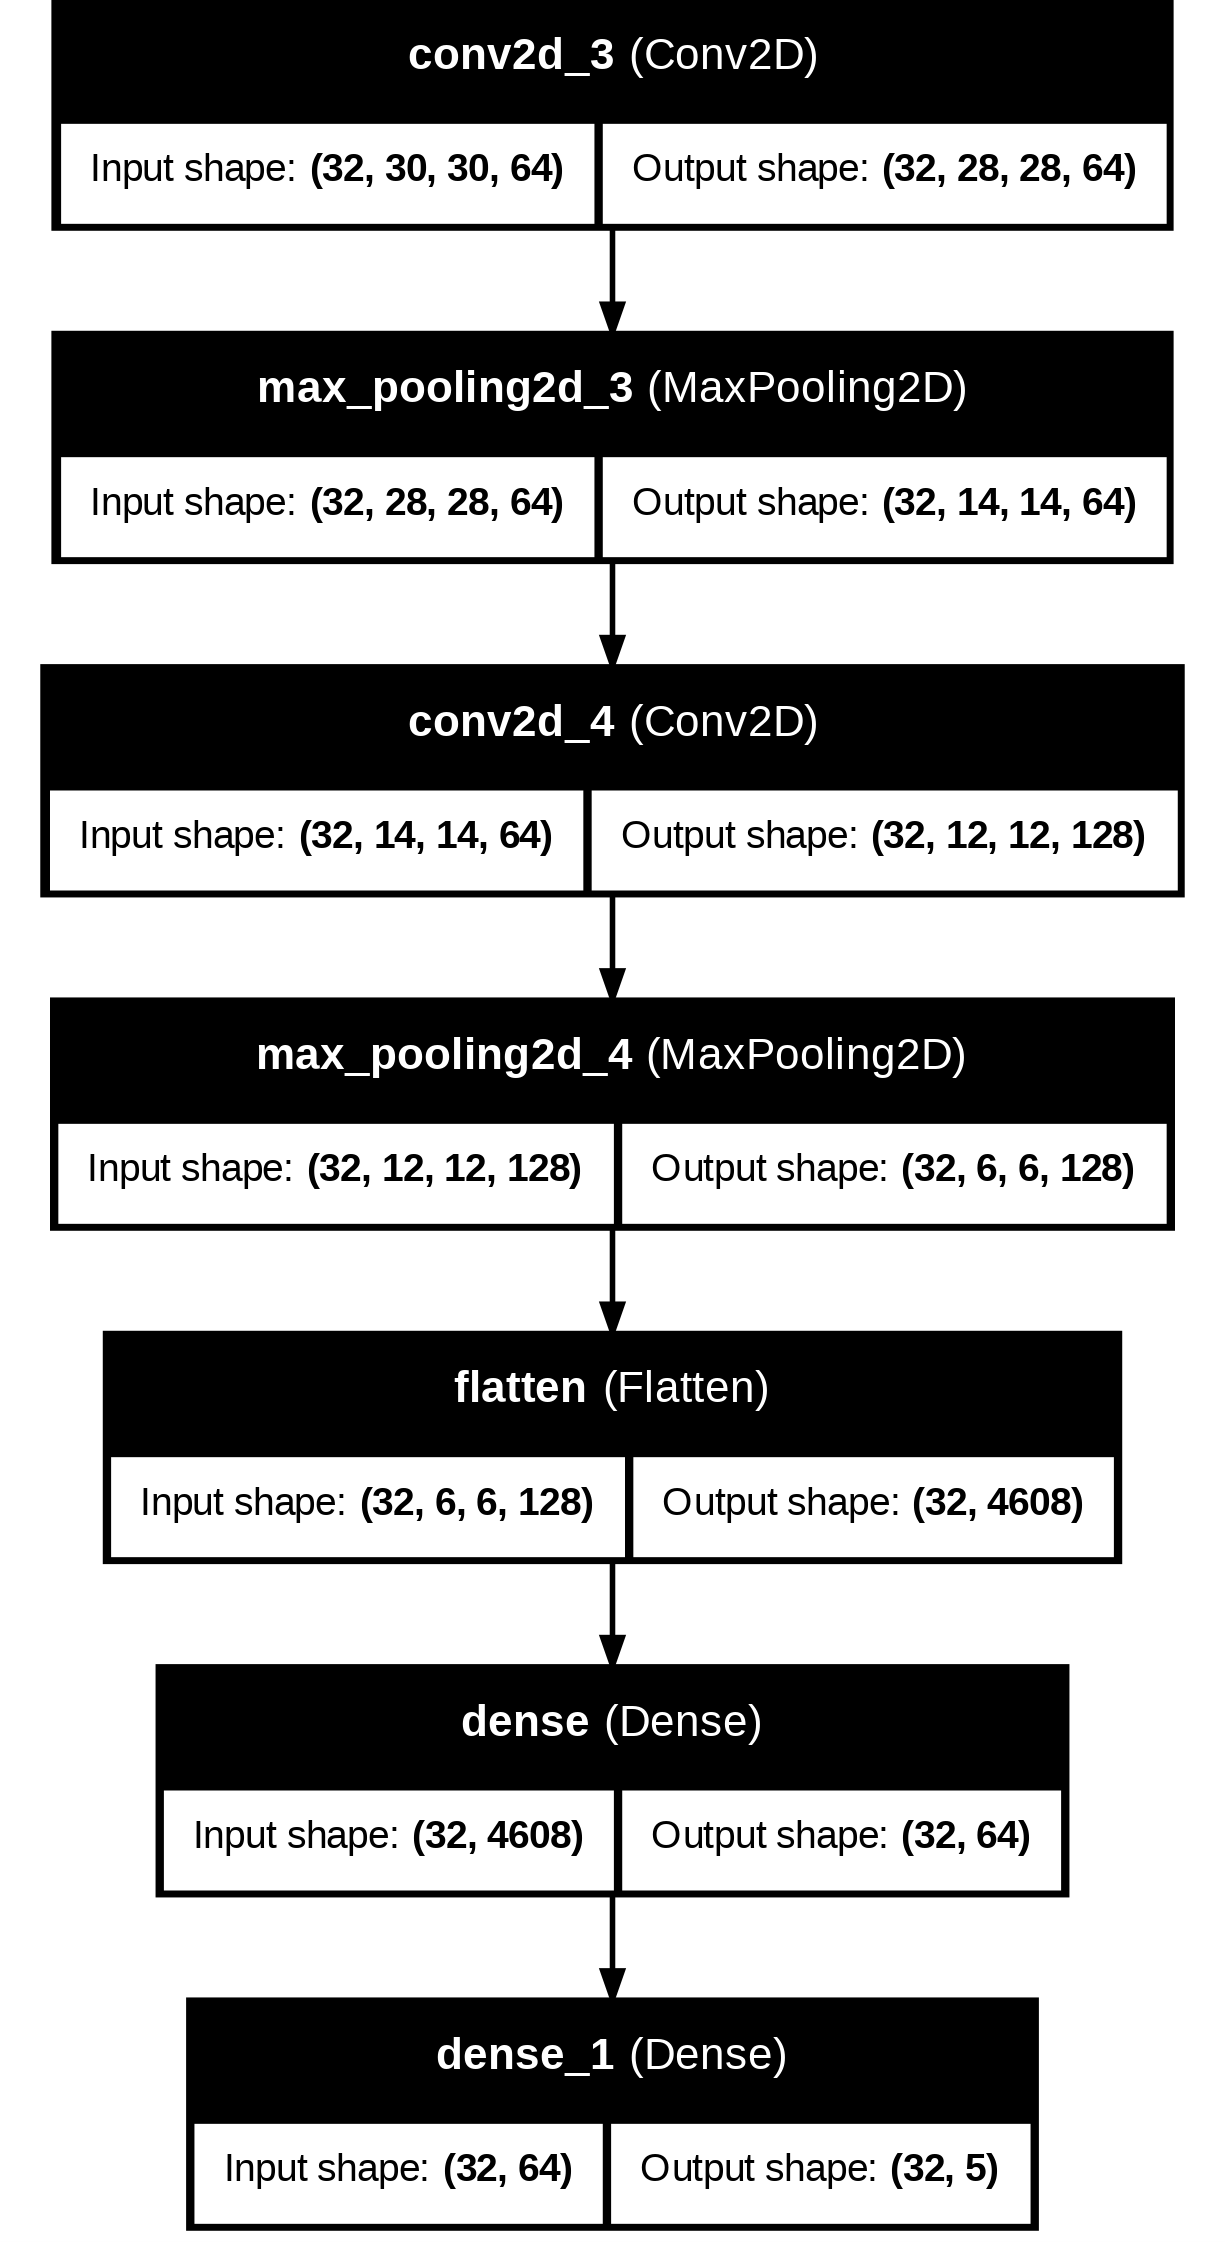 conv2d_3 (Conv2D)
Input shape: (32, 30, 30, 64) Output shape: (32, 28, 28, 64)
max_pooling2d_3 (MaxPooling2D)
Input shape: (32, 28, 28, 64) Output shape: (32, 14, 14, 64)
conv2d_4 (Conv2D)
Input shape: (32, 14, 14, 64) Output shape: (32, 12, 12, 128)
max_pooling2d_4 (MaxPooling2D)
Input shape: (32, 12, 12, 128) Output shape: (32, 6, 6, 128)
flatten (Flatten)
Input shape: (32, 6, 6, 128) Output shape: (32, 4608)
dense (Dense)
Input shape: (32, 4608) Output shape: (32, 64)
dense_1 (Dense)
Input shape: (32, 64) Output shape: (32, 5)